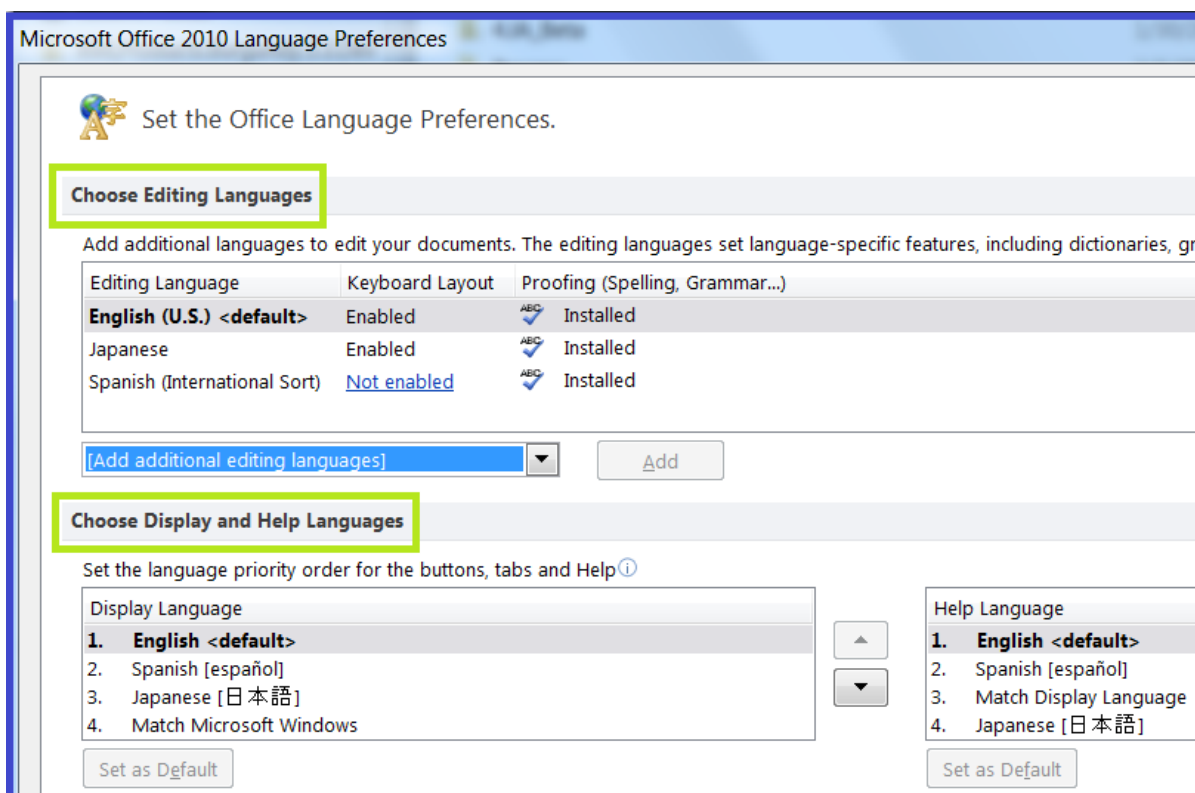 Microsoft Office 2010 Language Preferences
Set the Office Language Preferences.
Choose Editing Languages
Add additional languages to edit your documents. The editing languages set language-specific features, including dictionaries, gr
Editing Language Keyboard Layout Proofing (Spelling, Grammar...)
English (U.S.) <default> Enabled ABC Installed
Japanese Enabled ABC Installed
Spanish (International Sort) Not enabled ABC Installed
[Add additional editing languages] Add
Choose Display and Help Languages
Set the language priority order for the buttons, tabs and Help
Display Language
1. English <default>
2. Spanish [español]
3. Japanese [日本語]
4. Match Microsoft Windows
Set as Default
Help Language
1. English <default>
2. Spanish [español]
3. Match Display Language
4. Japanese [日本語]
Set as Default